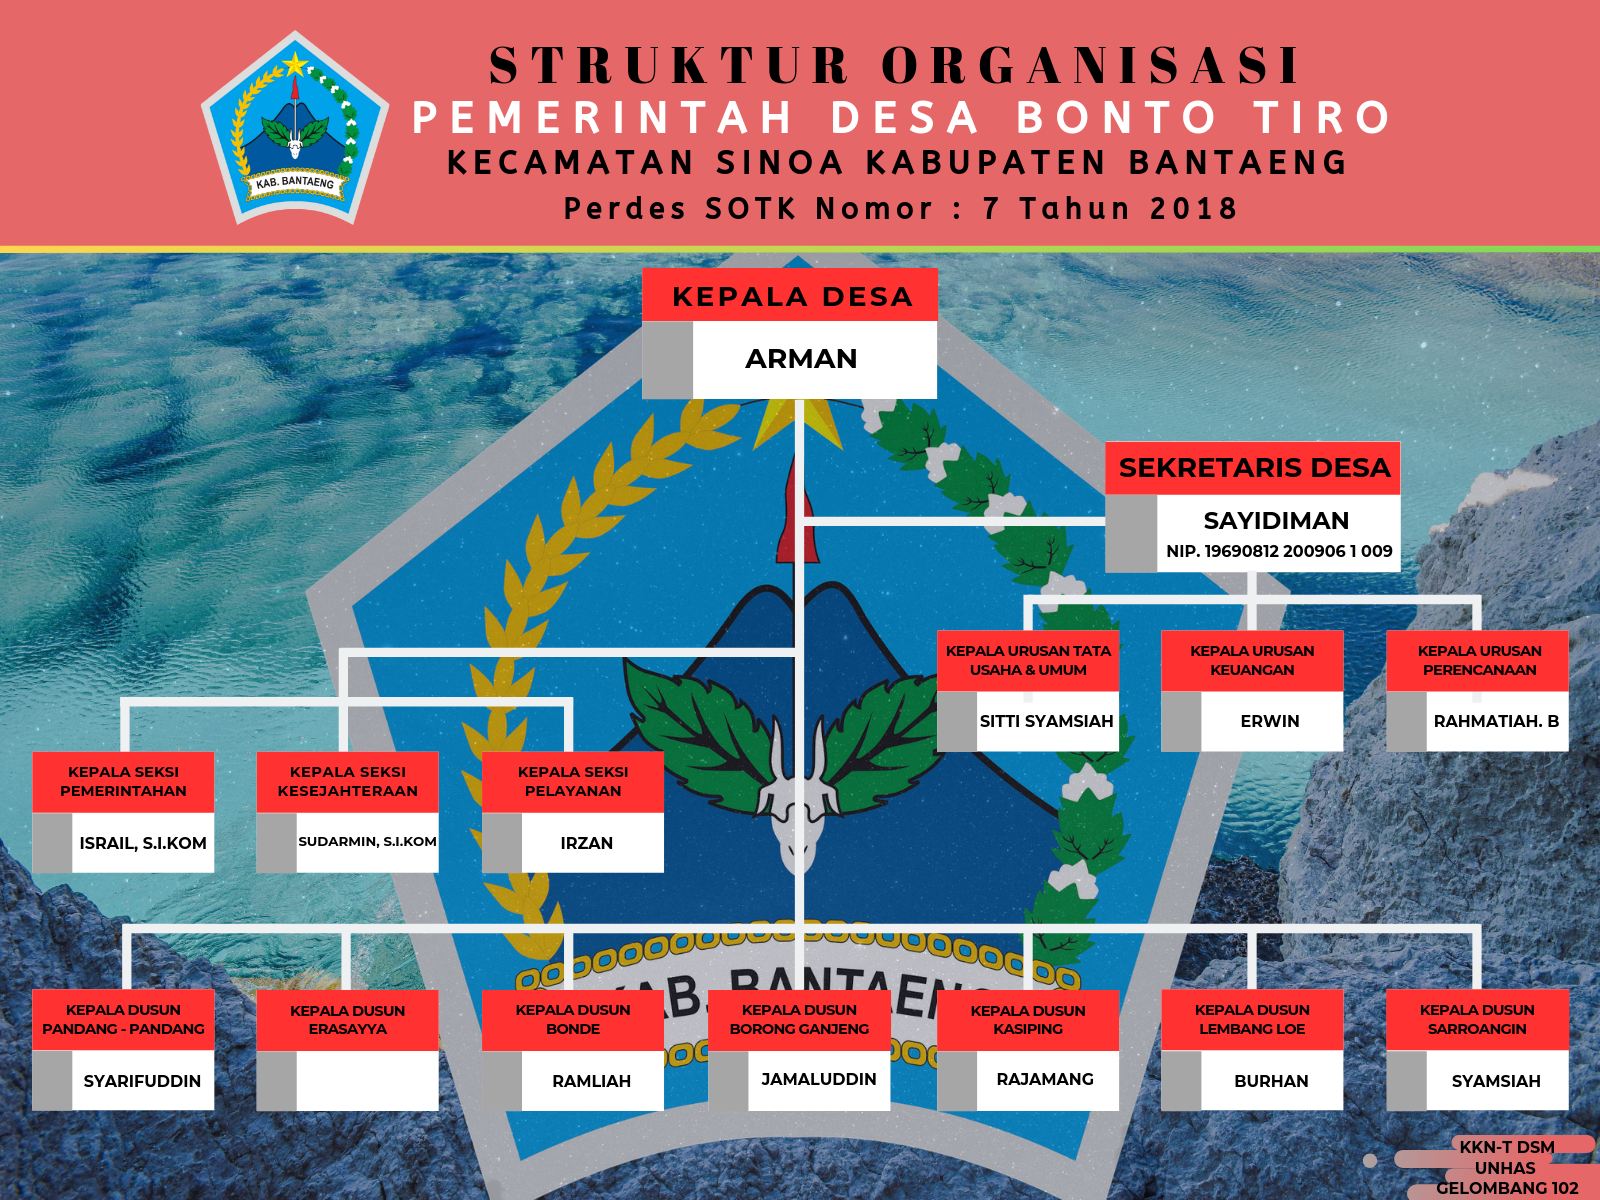 STRUKTUR ORGANISASI
PEMERINTAH DESA BONTO TIRO
KECAMATAN SINOA KABUPATEN BANTAENG
Perdes SOTK Nomor : 7 Tahun 2018
KAB. BANTAENG
KEPALA DESA
ARMAN
SEKRETARIS DESA
SAYIDIMAN
NIP. 19690812 200906 1 009
KEPALA URUSAN TATA
USAHA & UMUM
SITTI SYAMSIAH
KEPALA URUSAN
KEUANGAN
ERWIN
KEPALA URUSAN
PERENCANAAN
RAHMATIAH. B
KEPALA SEKSI
PEMERINTAHAN
ISRAIL, S.I.KOM
KEPALA SEKSI
KESEJAHTERAAN
SUDARMIN, S.I.KOM
KEPALA SEKSI
PELAYANAN
IRZAN
KAB. BANTAENG
KEPALA DUSUN
PANDANG - PANDANG
SYARIFUDDIN
KEPALA DUSUN
ERASAYYA
KEPALA DUSUN
BONDE
RAMLIAH
KEPALA DUSUN
BORONG GANJENG
JAMALUDDIN
KEPALA DUSUN
KASIPING
RAJAMANG
KEPALA DUSUN
LEMBANG LOE
BURHAN
KEPALA DUSUN
SARROANGIN
SYAMSIAH
KKN-T DSM
UNHAS
GELOMBANG 102